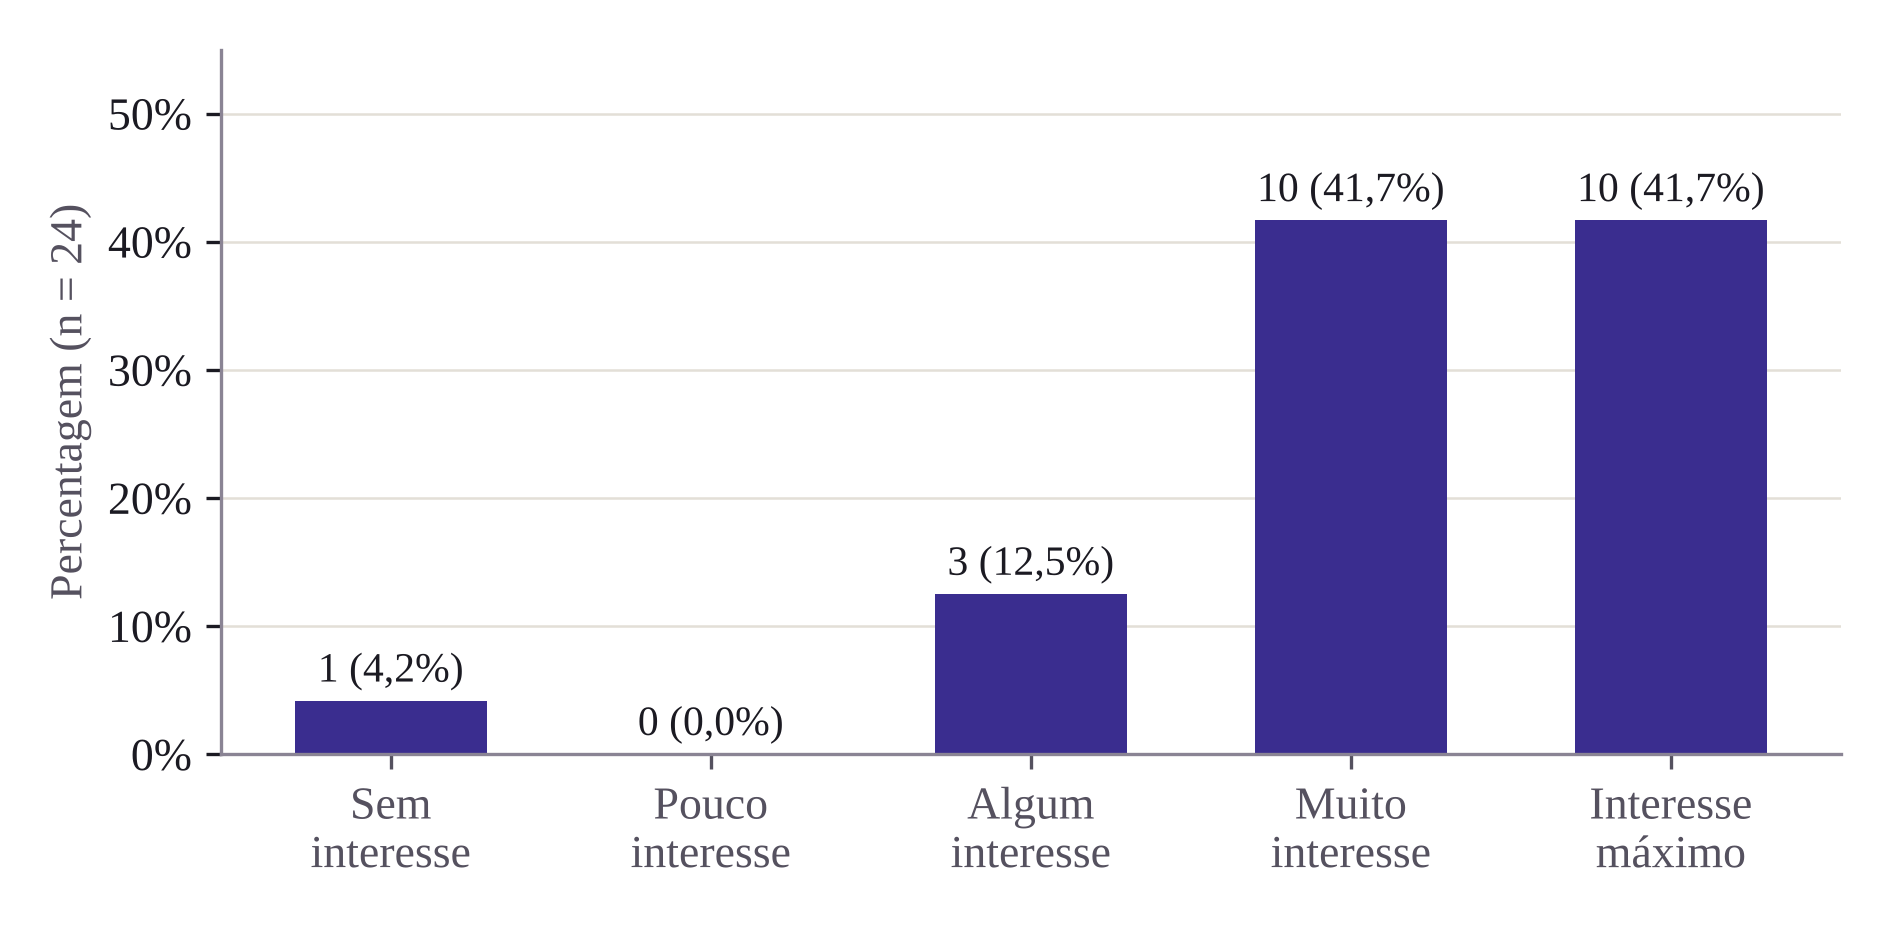 Percentagem (n = 24)
50%
40%
30%
20%
10%
0%
1 (4,2%)
0 (0,0%)
3 (12,5%)
10 (41,7%)
10 (41,7%)
Sem
interesse
Pouco
interesse
Algum
interesse
Muito
interesse
Interesse
máximo